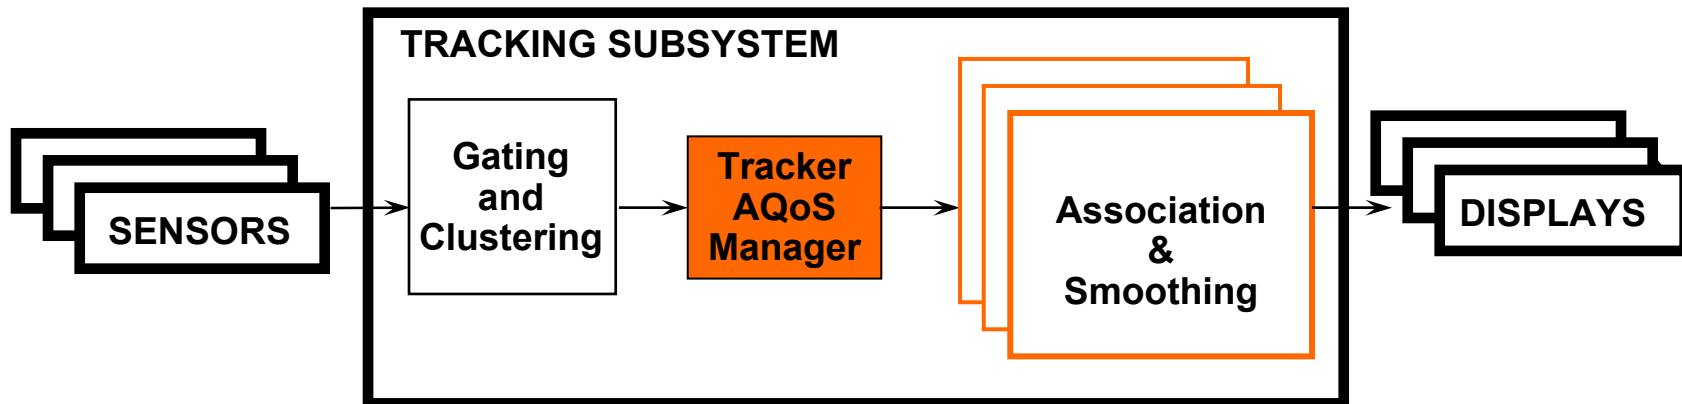 TRACKING SUBSYSTEM
SENSORS
Gating
and
Clustering
Tracker
AQoS
Manager
Association
&
Smoothing
DISPLAYS